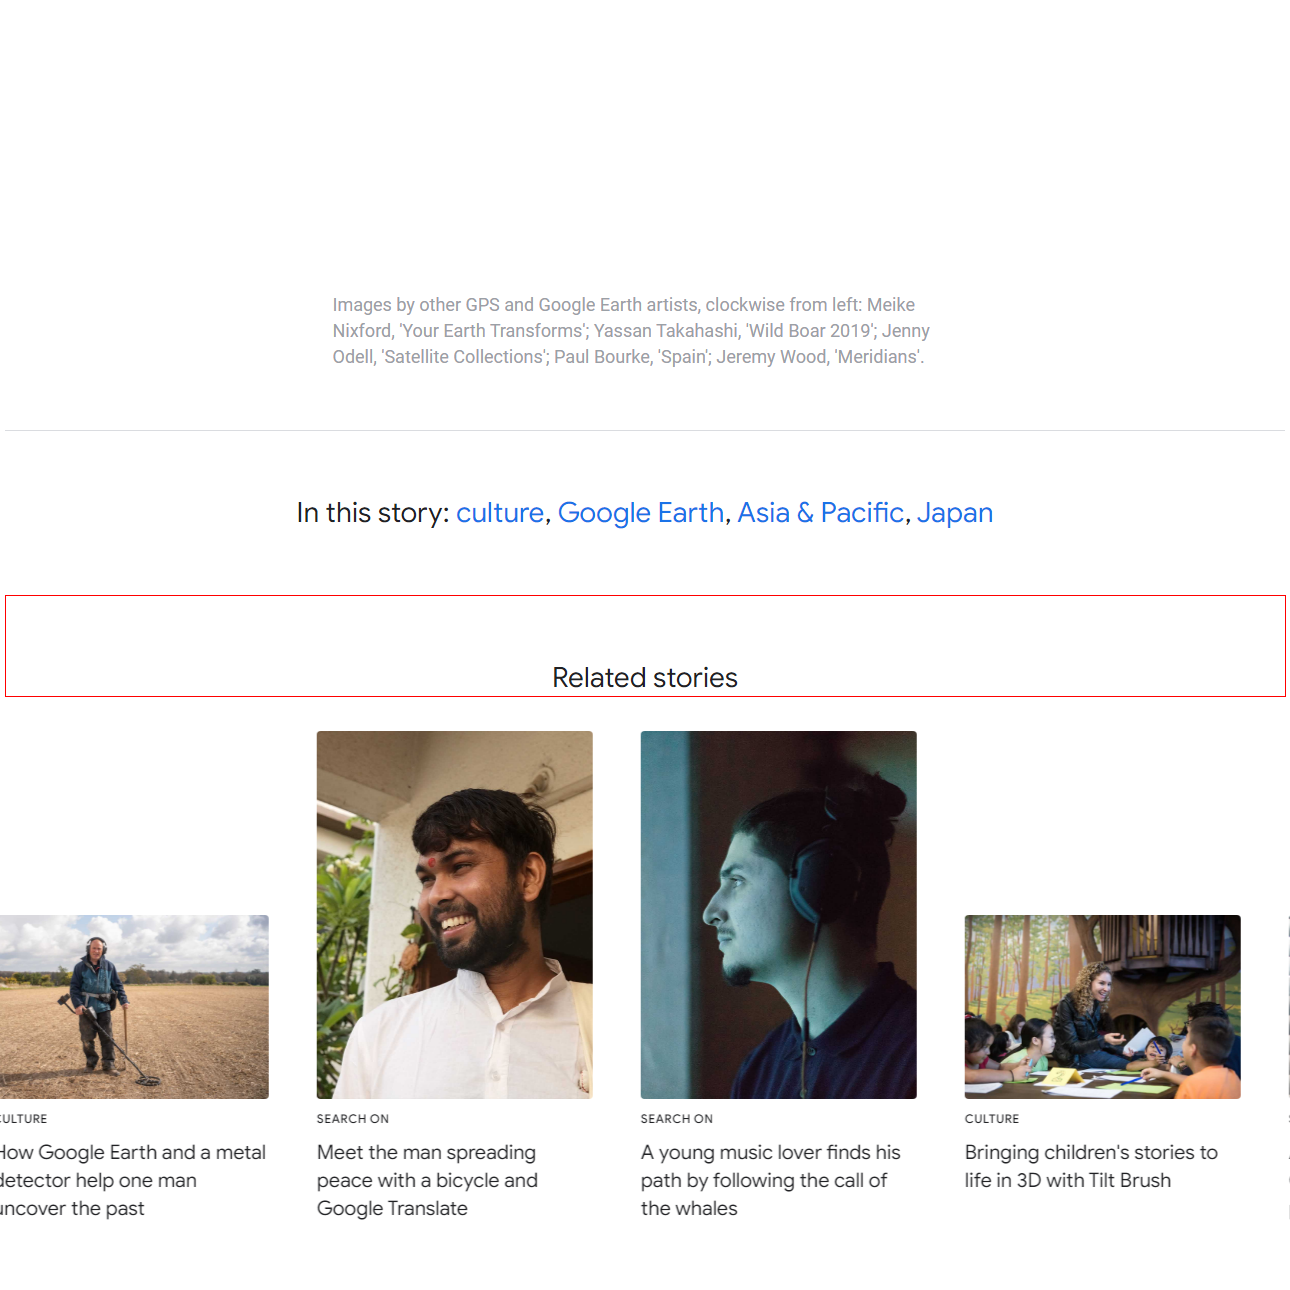 Images by other GPS and Google Earth artists, clockwise from left: Meike
Nixford, 'Your Earth Transforms'; Yassan Takahashi, 'Wild Boar 2019'; Jenny
Odell, 'Satellite Collections'; Paul Bourke, 'Spain'; Jeremy Wood, 'Meridians'.
In this story: culture, Google Earth, Asia & Pacific, Japan
Related stories
CULTURE
How Google Earth and a metal
detector help one man
uncover the past
SEARCH ON
Meet the man spreading
peace with a bicycle and
Google Translate
SEARCH ON
A young music lover finds his
path by following the call of
the whales
CULTURE
Bringing children's stories to
life in 3D with Tilt Brush